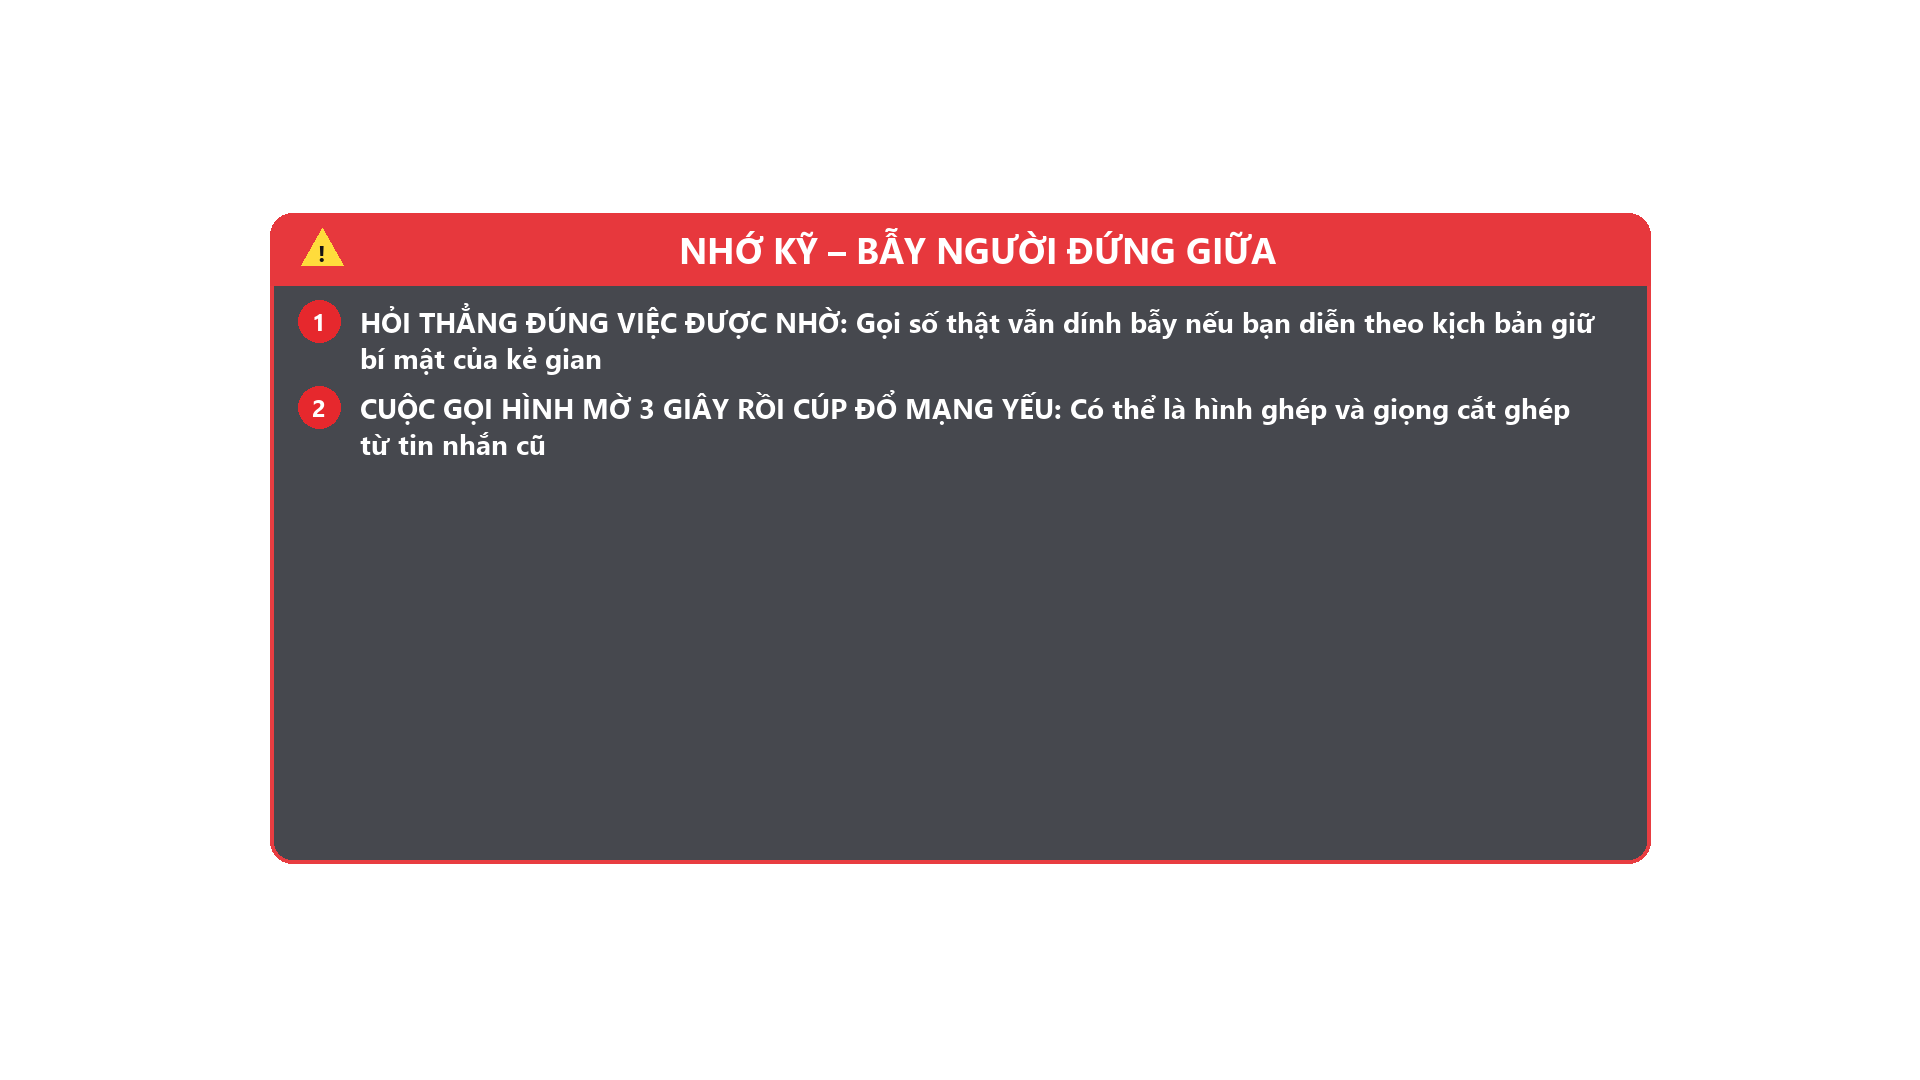 !
NHỚ KỸ – BẪY NGƯỜI ĐỨNG GIỮA
1
HỎI THẲNG ĐÚNG VIỆC ĐƯỢC NHỜ: Gọi số thật vẫn dính bẫy nếu bạn diễn theo kịch bản giữ
bí mật của kẻ gian
2
CUỘC GỌI HÌNH MỜ 3 GIÂY RỒI CÚP ĐỔ MẠNG YẾU: Có thể là hình ghép và giọng cắt ghép
từ tin nhắn cũ